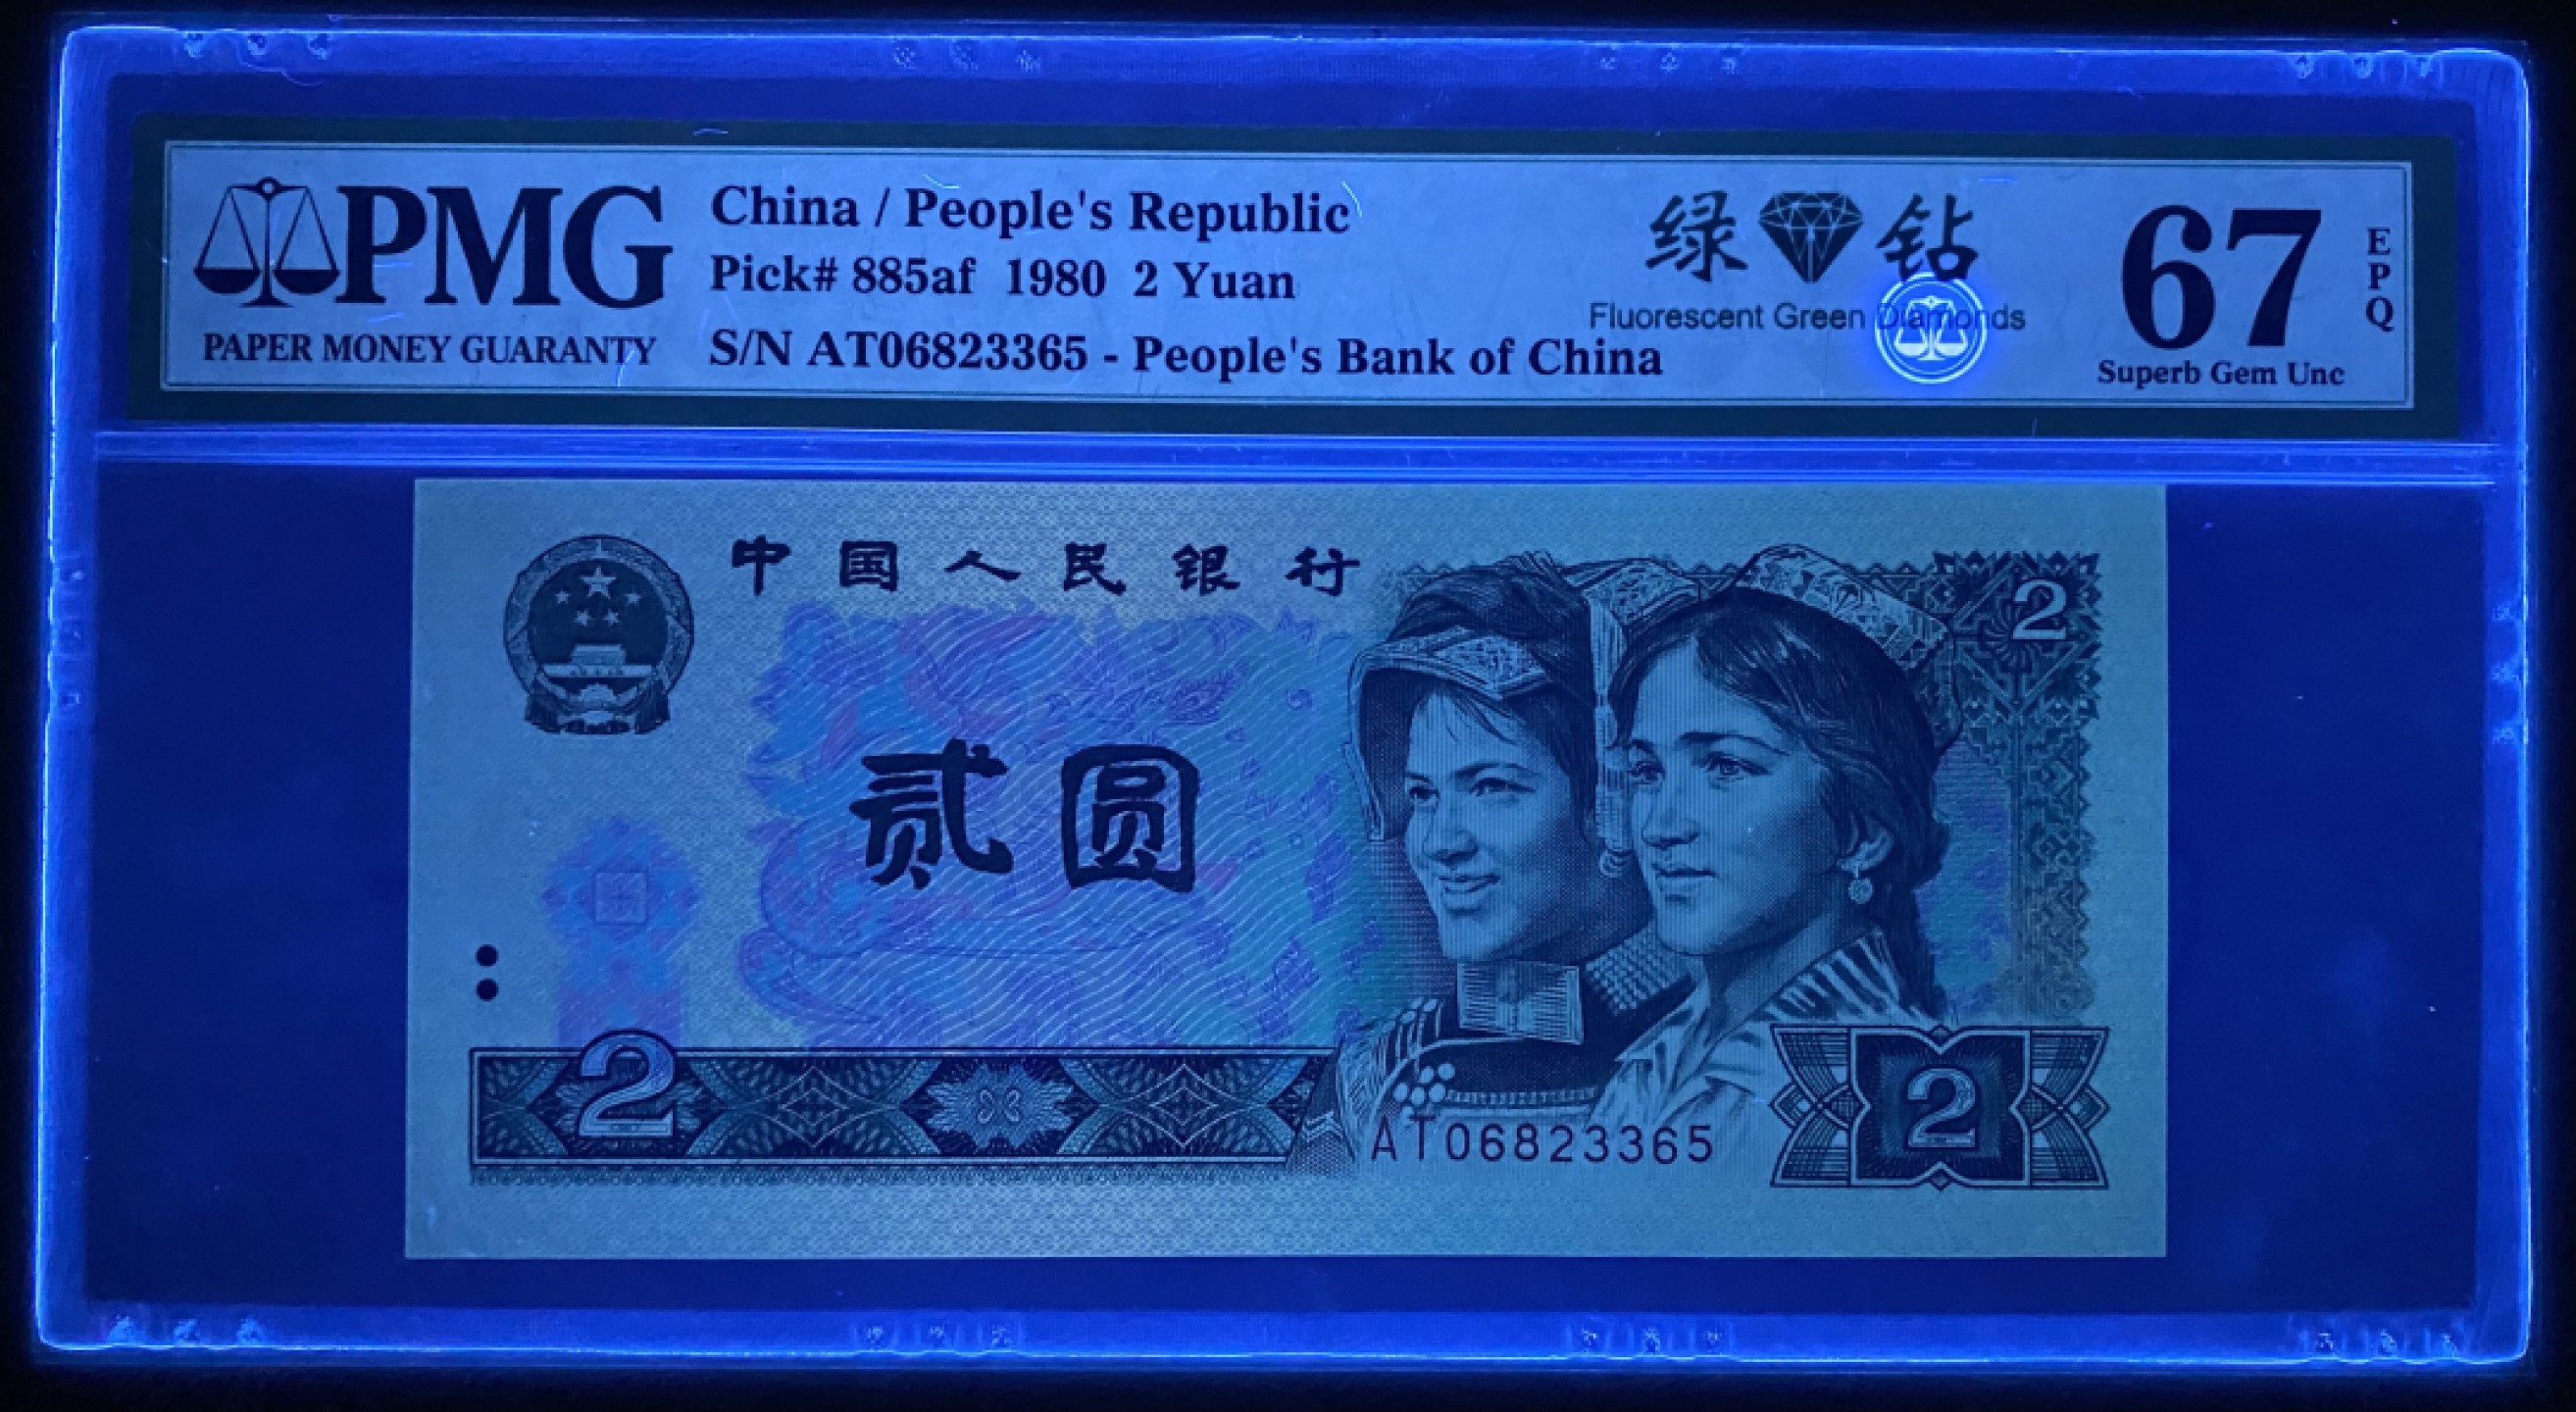 PMG
PAPER MONEY GUARANTY
China / People's Republic
Pick# 885af 1980 2 Yuan
S/N AT06823365 - People's Bank of China
绿 钻
Fluorescent Green Diamonds
67
EPQ
Superb Gem Unc
中国人民银行
2
贰圆
2
AT06823365
2